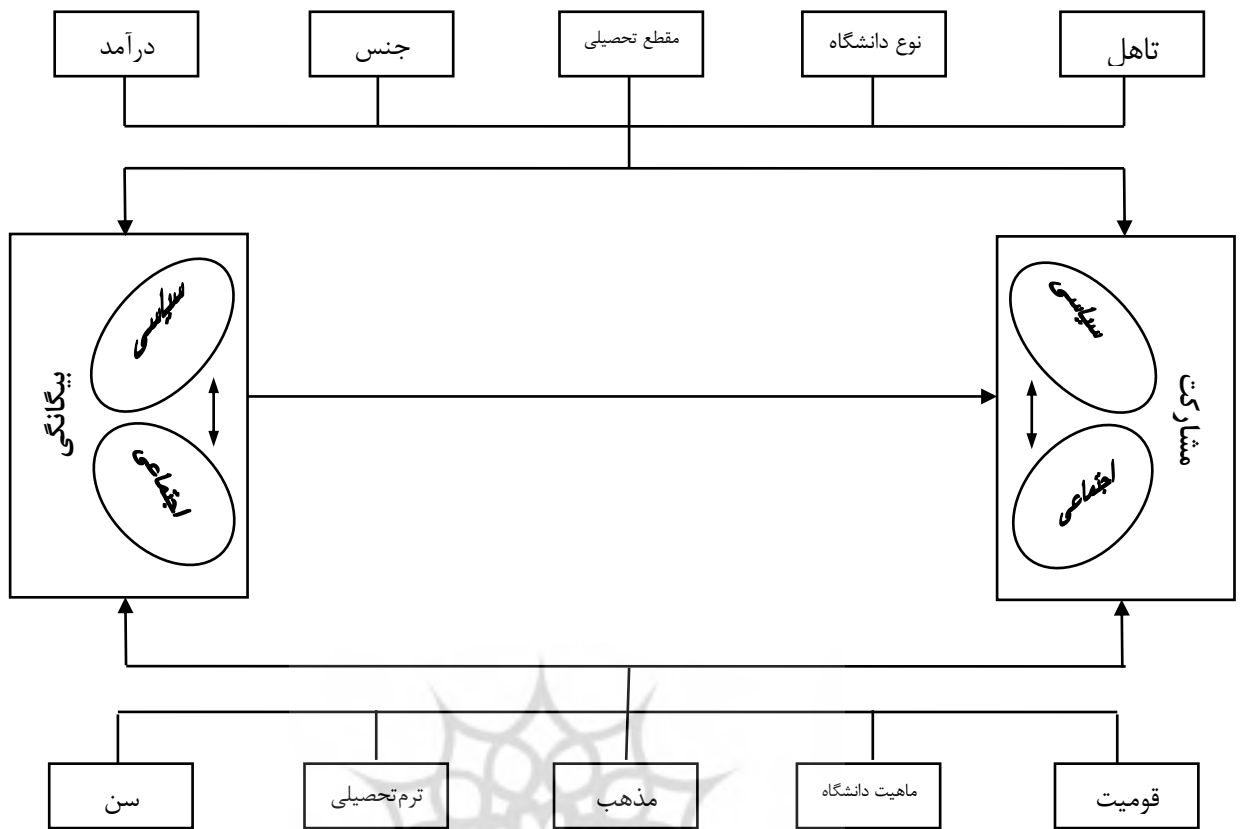 تاهل
نوع دانشگاه
مقطع تحصیلی
جنس
درآمد
سیاسی
اجتماعی
مشارکت
سیاسی
اجتماعی
بیگانگی
قومیت
ماهیت دانشگاه
مذهب
ترم‌تحصیلی
سن